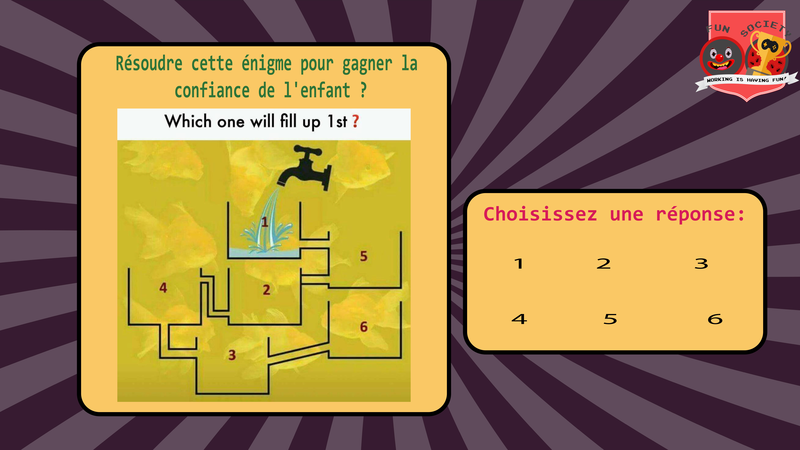 FUN SOCIETY
WORKING IS HAVING FUN!
Résoudre cette énigme pour gagner la
confiance de l'enfant ?
Which one will fill up 1st ?
1
5
4
2
6
3
Choisissez une réponse:
1 2 3
4 5 6